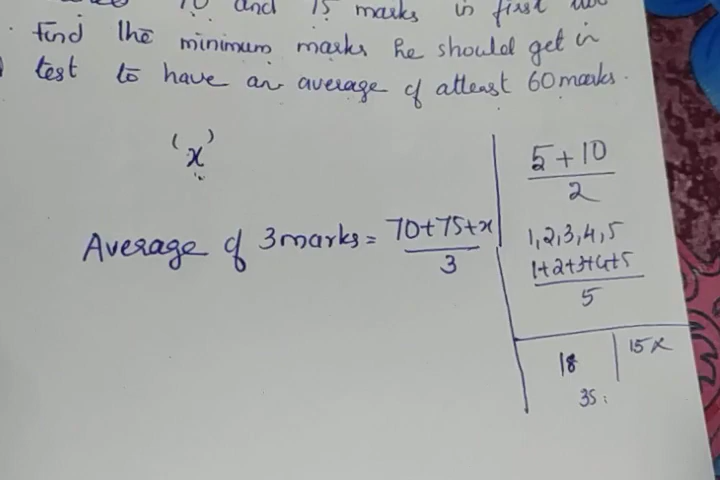 70 and 75 marks in first two
Find the minimum marks he should get in
test to have an average of atleast 60 marks.
(x)
Average of 3 marks = 70+75+x / 3
5+10 / 2
1,2,3,4,5
1+2+3+4+5 / 5
18 | 15x
35: